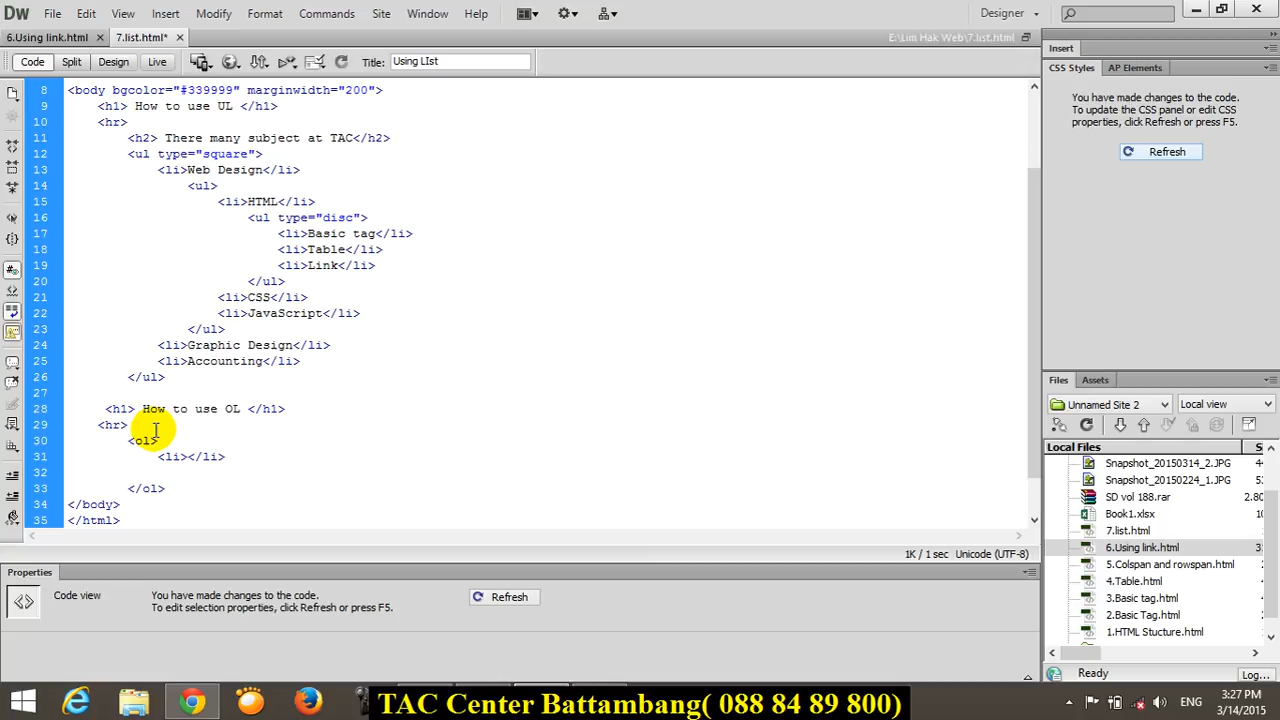 Dw File Edit View Insert Modify Format Commands Site Window Help Designer
6.Using link.html × 7.list.html* × E:\Lim Hak Web\7.list.html
Code Split Design Live Title: Using LIst
8 <body bgcolor="#339999" marginwidth="200">
9 <h1> How to use UL </h1>
10 <hr>
11 <h2> There many subject at TAC</h2>
12 <ul type="square">
13 <li>Web Design</li>
14 <ul>
15 <li>HTML</li>
16 <ul type="disc">
17 <li>Basic tag</li>
18 <li>Table</li>
19 <li>Link</li>
20 </ul>
21 <li>CSS</li>
22 <li>JavaScript</li>
23 </ul>
24 <li>Graphic Design</li>
25 <li>Accounting</li>
26 </ul>
27
28 <h1> How to use OL </h1>
29 <hr>
30 <ol>
31 <li></li>
32
33 </ol>
34 </body>
35 </html>
1K / 1 sec Unicode (UTF-8)
Properties
Code view
You have made changes to the code.
To edit selection properties, click Refresh or press F5.
Refresh
Insert
CSS Styles AP Elements
You have made changes to the code.
To update the CSS panel or edit CSS
properties, click Refresh or press F5.
Refresh
Files Assets
Unnamed Site 2 Local view
Local Files S
Snapshot_20150314_2.JPG 4
Snapshot_20150224_1.JPG 5
SD vol 188.rar 2.80
Book1.xlsx 10
7.list.html
6.Using link.html 3
5.Colspan and rowspan.html 2
4.Table.html
3.Basic tag.html
2.Basic Tag.html
1.HTML Stucture.html
Ready Log...
TAC Center Battambang( 088 84 89 800)
ENG
3:27 PM
3/14/2015